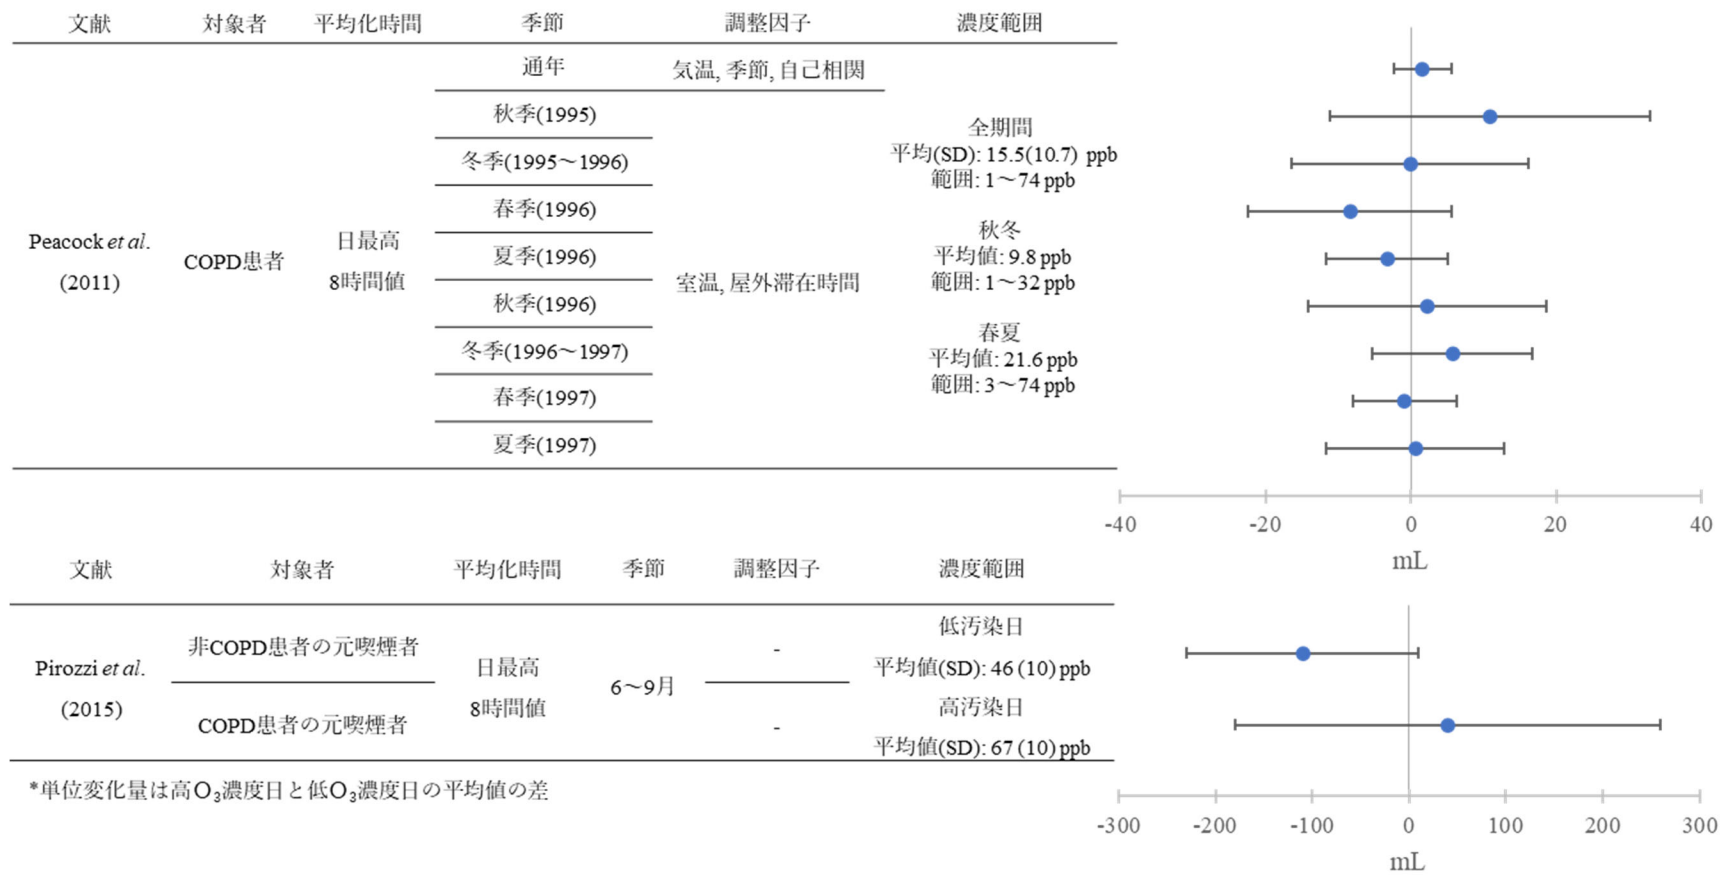 文献 対象者 平均化時間 季節 調整因子 濃度範囲
通年 気温, 季節, 自己相関
秋季(1995)
冬季(1995～1996)
春季(1996)
夏季(1996)
秋季(1996)
冬季(1996～1997)
春季(1997)
夏季(1997)
Peacock et al.
(2011)
COPD患者
日最高
8時間値
室温, 屋外滞在時間
全期間
平均(SD): 15.5(10.7) ppb
範囲: 1～74 ppb
秋冬
平均値: 9.8 ppb
範囲: 1～32 ppb
春夏
平均値: 21.6 ppb
範囲: 3～74 ppb
-40 -20 0 20 40
mL
文献 対象者 平均化時間 季節 調整因子 濃度範囲
Pirozzi et al.
(2015)
非COPD患者の元喫煙者
COPD患者の元喫煙者
日最高
8時間値
6～9月
-
-
低汚染日
平均値(SD): 46 (10) ppb
高汚染日
平均値(SD): 67 (10) ppb
*単位変化量は高O₃濃度日と低O₃濃度日の平均値の差
-300 -200 -100 0 100 200 300
mL